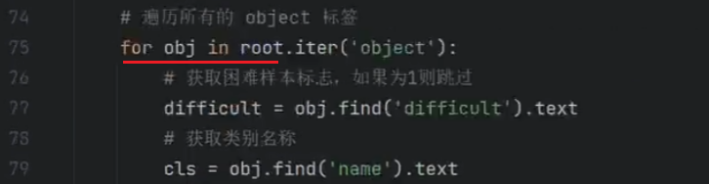 74 # 遍历所有的 object 标签
75 for obj in root.iter('object'):
76 # 获取困难样本标志，如果为1则跳过
77 difficult = obj.find('difficult').text
78 # 获取类别名称
79 cls = obj.find('name').text